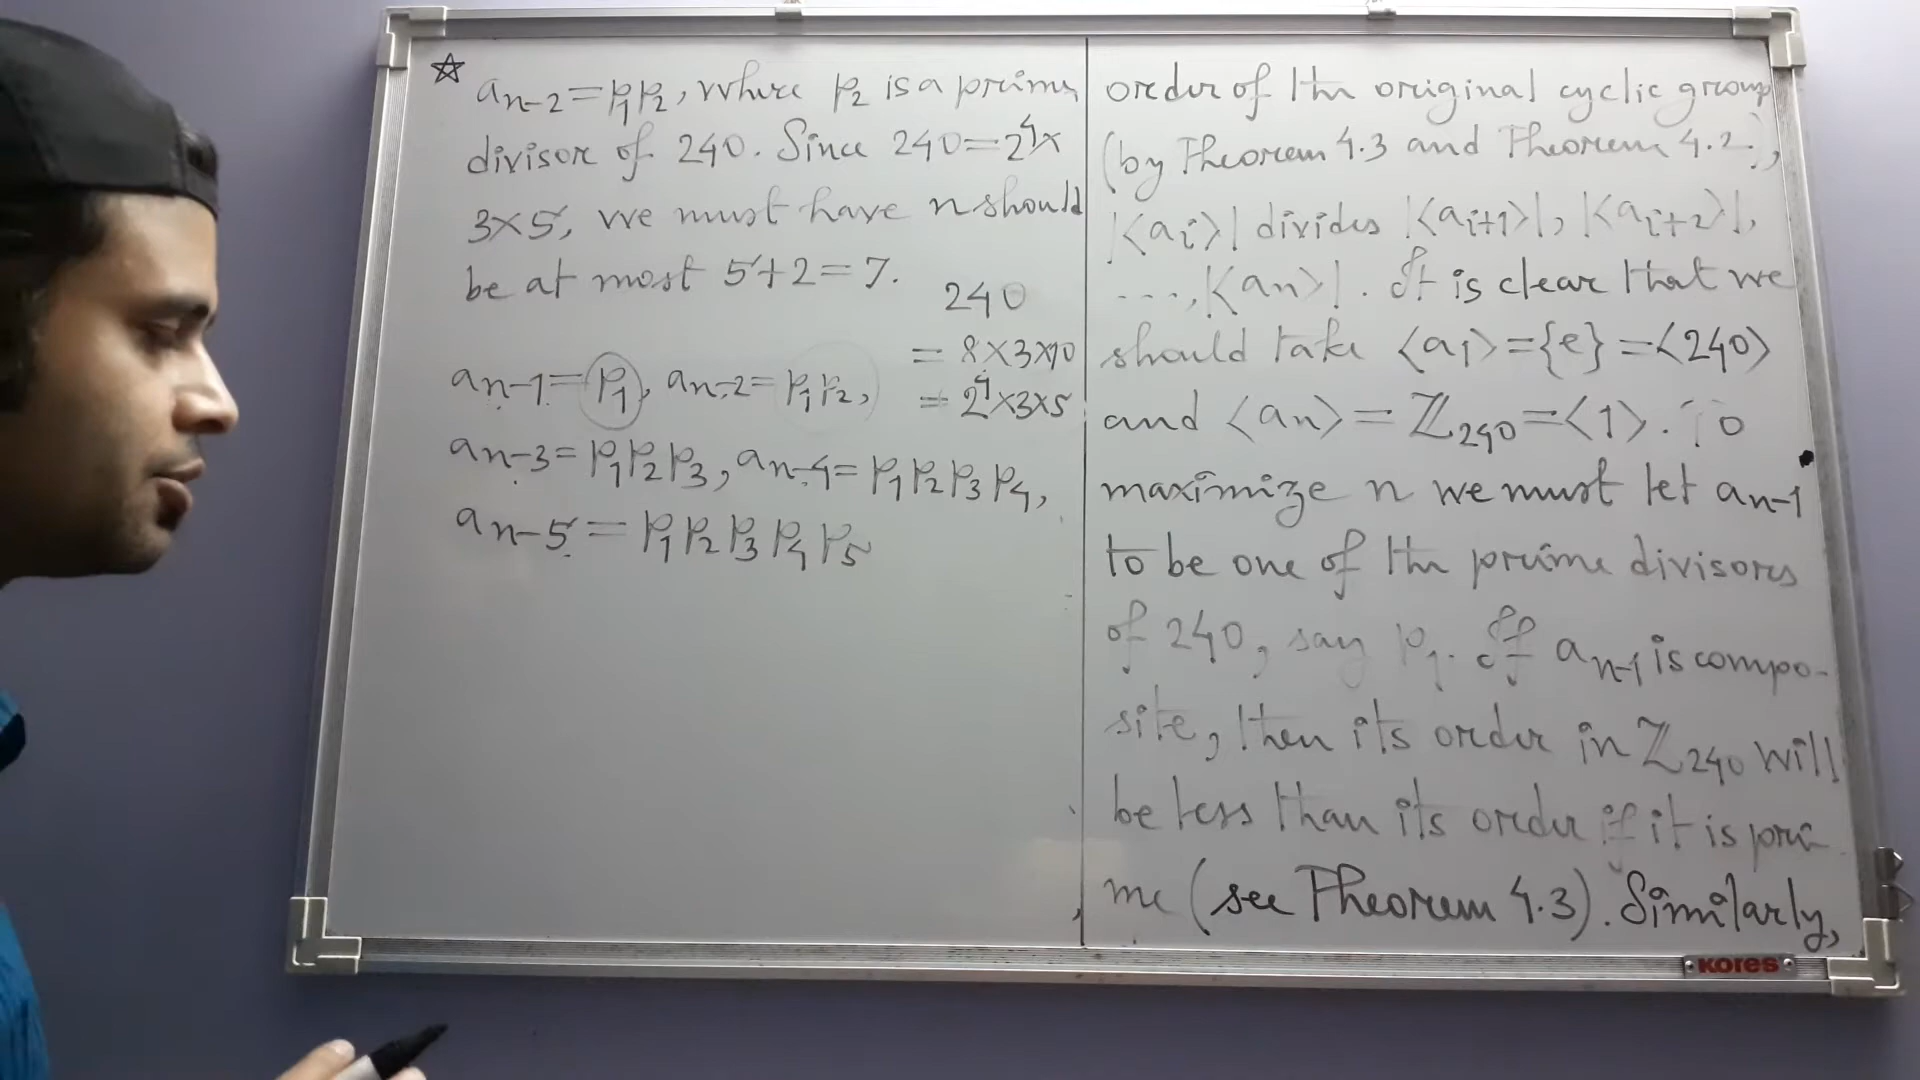 ☆ aₙ₋₂=p₁p₂, where p₂ is a prime
divisor of 240. Since 240=2⁴×
3×5, we must have n should
be at most 5+2=7.
240
= 8×3×10
= 2⁴×3×5
aₙ₋₁=p₁, aₙ₋₂=p₁p₂,
aₙ₋₃=p₁p₂p₃, aₙ₋₄=p₁p₂p₃p₄,
aₙ₋₅=p₁p₂p₃p₄p₅
order of the original cyclic group
(by Theorem 4.3 and Theorem 4.2),
|<aᵢ>| divides |<aᵢ₊₁>|, |<aᵢ₊₂>|,
..., |<aₙ>|. It is clear that we
should take <a₁>={e}=<240>
and <aₙ>=ℤ₂₄₀=<1>. To
maximize n we must let aₙ₋₁
to be one of the prime divisors
of 240, say p₁. If aₙ₋₁ is compo-
site, then its order in ℤ₂₄₀ will
be less than its order if it is pri-
me (see Theorem 4.3). Similarly,
KORES